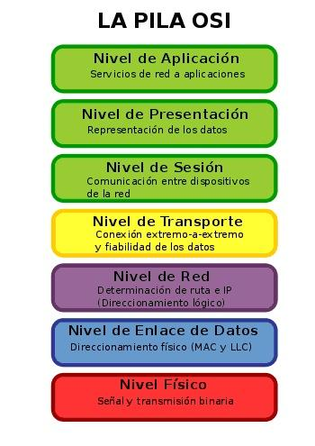 LA PILA OSI
Nivel de Aplicación
Servicios de red a aplicaciones
Nivel de Presentación
Representación de los datos
Nivel de Sesión
Comunicación entre dispositivos
de la red
Nivel de Transporte
Conexión extremo-a-extremo
y fiabilidad de los datos
Nivel de Red
Determinación de ruta e IP
(Direccionamiento lógico)
Nivel de Enlace de Datos
Direccionamiento físico (MAC y LLC)
Nivel Físico
Señal y transmisión binaria